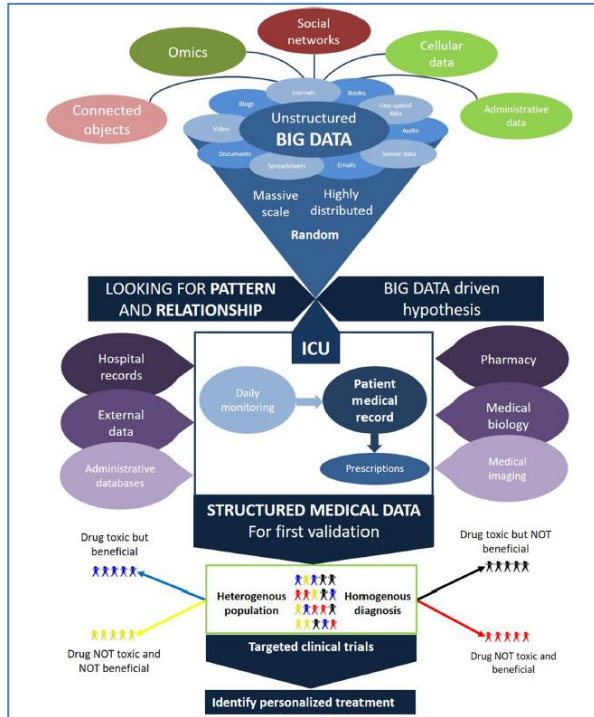 Social
networks
Omics
Cellular
data
Connected
objects
Administrative
data
Journals
Books
Blogs
Geo-spatial
data
Unstructured
BIG DATA
Video
Audio
Documents
Sensor data
Spreadsheets
Emails
Massive
scale
Highly
distributed
Random
LOOKING FOR PATTERN
AND RELATIONSHIP
BIG DATA driven
hypothesis
ICU
Hospital
records
Pharmacy
Daily
monitoring
Patient
medical
record
External
data
Medical
biology
Administrative
databases
Prescriptions
Medical
imaging
STRUCTURED MEDICAL DATA
For first validation
Drug toxic but
beneficial
Drug toxic but NOT
beneficial
Heterogenous
population
Homogenous
diagnosis
Drug NOT toxic and
NOT beneficial
Drug NOT toxic and
beneficial
Targeted clinical trials
Identify personalized treatment